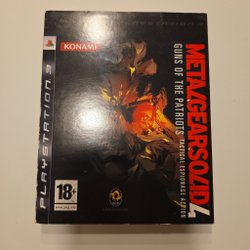 PLAYSTATION 3
KONAMI
METAL GEAR SOLID 4
GUNS OF THE PATRIOTS
TACTICAL ESPIONAGE ACTION
18+